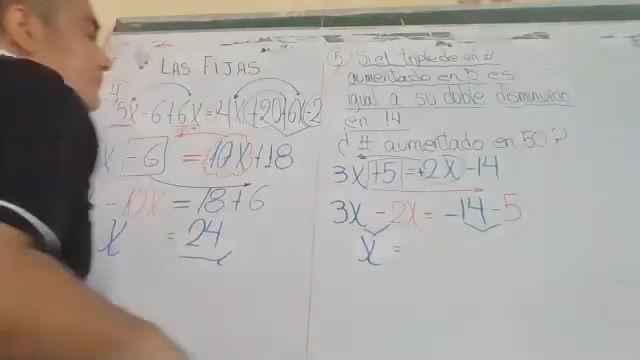 LAS FIJAS
4
5x-6+6x=4x+20+6x-2
x-6=10x+18
-10x=18+6
x=24
5) Si el triple de un #
aumentado en 5 es
igual a su doble disminuido
en 14
d # aumentado en 50?
3x+5=+2x-14
3x-2x=-14-5
x=